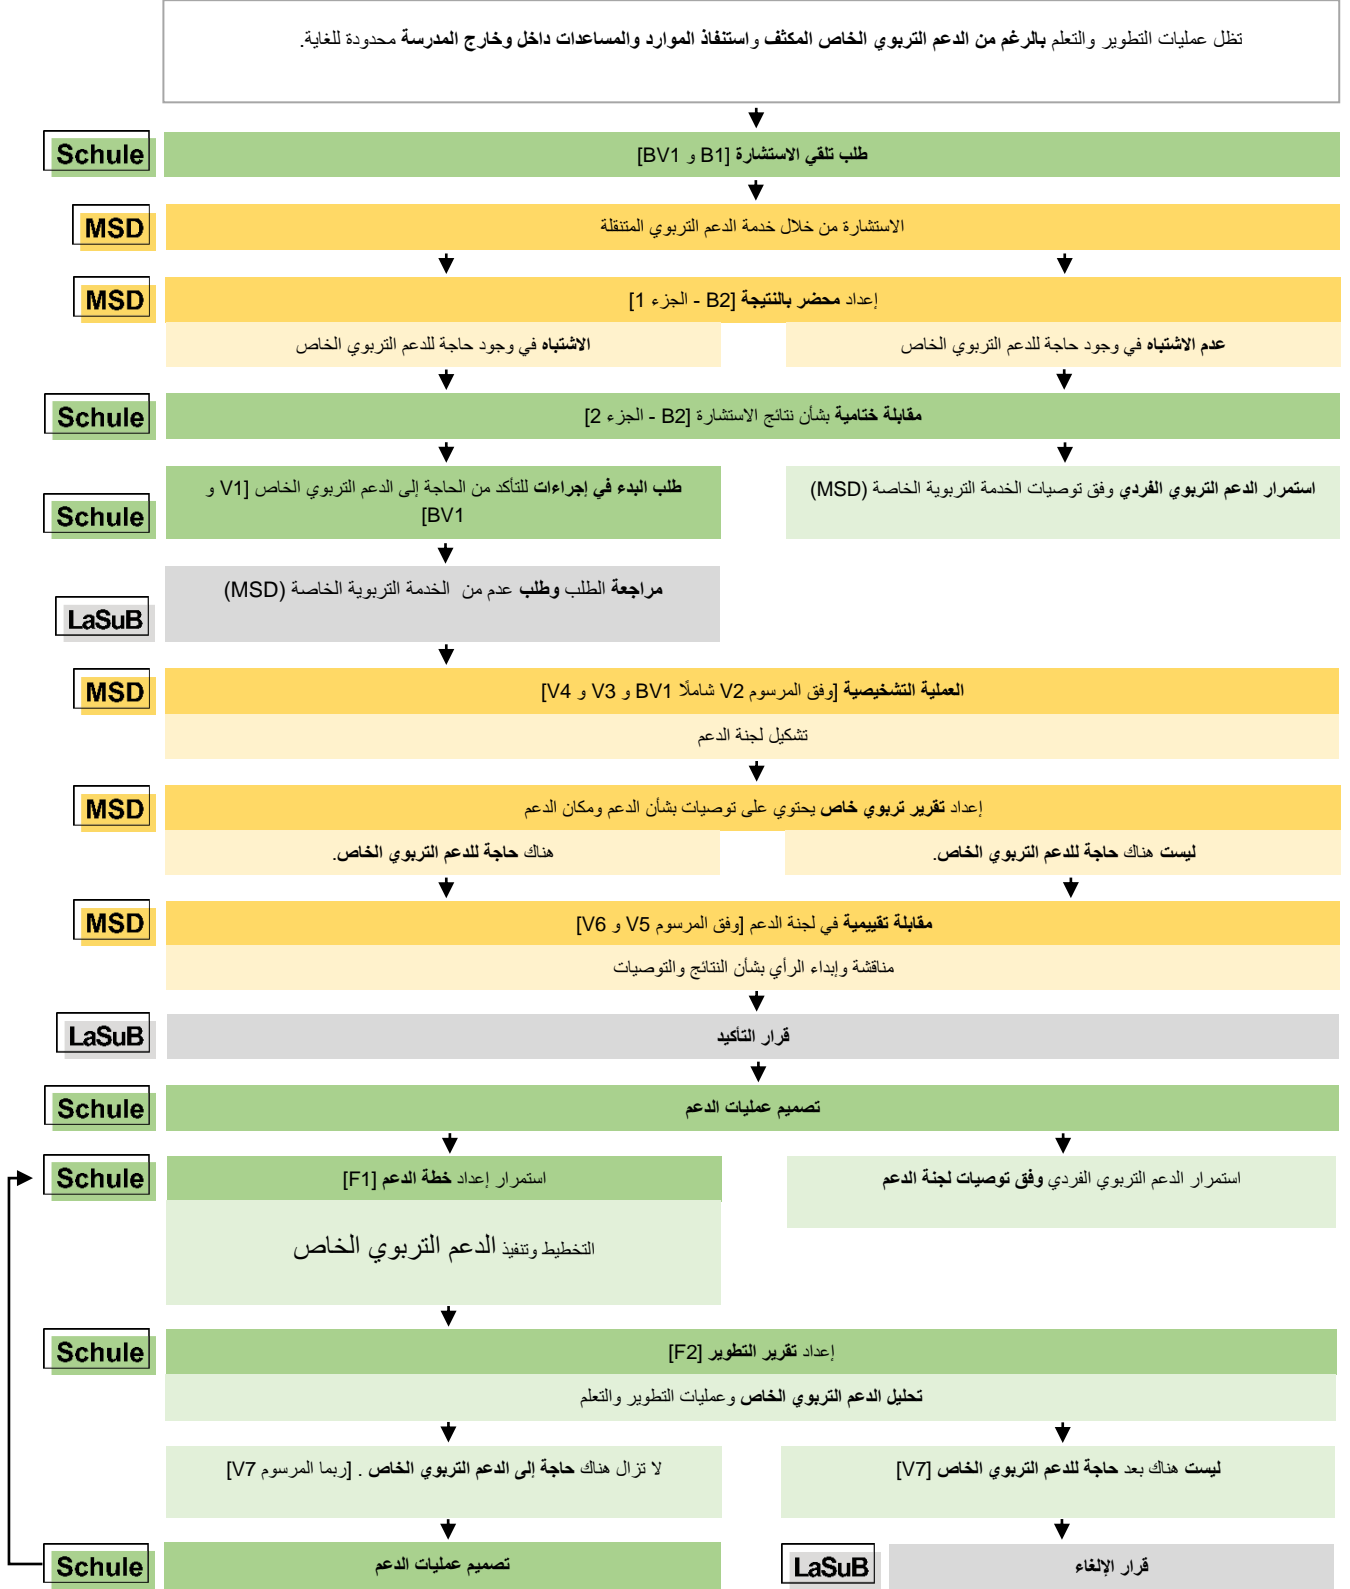 تظل عمليات التطوير والتعلم بالرغم من الدعم التربوي الخاص المكثف واستنفاذ الموارد والمساعدات داخل وخارج المدرسة محدودة للغاية.
Schule
طلب تلقي الاستشارة [B1 و BV1]
MSD
الاستشارة من خلال خدمة الدعم التربوي المتنقلة
MSD
إعداد محضر بالنتيجة [B2 - الجزء 1]
عدم الاشتباه في وجود حاجة للدعم التربوي الخاص
الاشتباه في وجود حاجة للدعم التربوي الخاص
Schule
مقابلة ختامية بشأن نتائج الاستشارة [B2 - الجزء 2]
استمرار الدعم التربوي الفردي وفق توصيات الخدمة التربوية الخاصة (MSD)
Schule
طلب البدء في إجراءات للتأكد من الحاجة إلى الدعم التربوي الخاص [V1 و
BV1]
LaSuB
مراجعة الطلب وطلب عدم من الخدمة التربوية الخاصة (MSD)
MSD
العملية التشخيصية [وفق المرسوم V2 شاملًا BV1 و V3 و V4]
تشكيل لجنة الدعم
MSD
إعداد تقرير تربوي خاص يحتوي على توصيات بشأن الدعم ومكان الدعم
ليست هناك حاجة للدعم التربوي الخاص.
هناك حاجة للدعم التربوي الخاص.
MSD
مقابلة تقييمية في لجنة الدعم [وفق المرسوم V5 و V6]
مناقشة وإبداء الرأي بشأن النتائج والتوصيات
LaSuB
قرار التأكيد
Schule
تصميم عمليات الدعم
Schule
استمرار الدعم التربوي الفردي وفق توصيات لجنة الدعم
استمرار إعداد خطة الدعم [F1]
التخطيط وتنفيذ الدعم التربوي الخاص
Schule
إعداد تقرير التطوير [F2]
تحليل الدعم التربوي الخاص وعمليات التطوير والتعلم
ليست هناك بعد حاجة للدعم التربوي الخاص [V7]
لا تزال هناك حاجة إلى الدعم التربوي الخاص . [ربما المرسوم V7]
LaSuB
قرار الإلغاء
Schule
تصميم عمليات الدعم